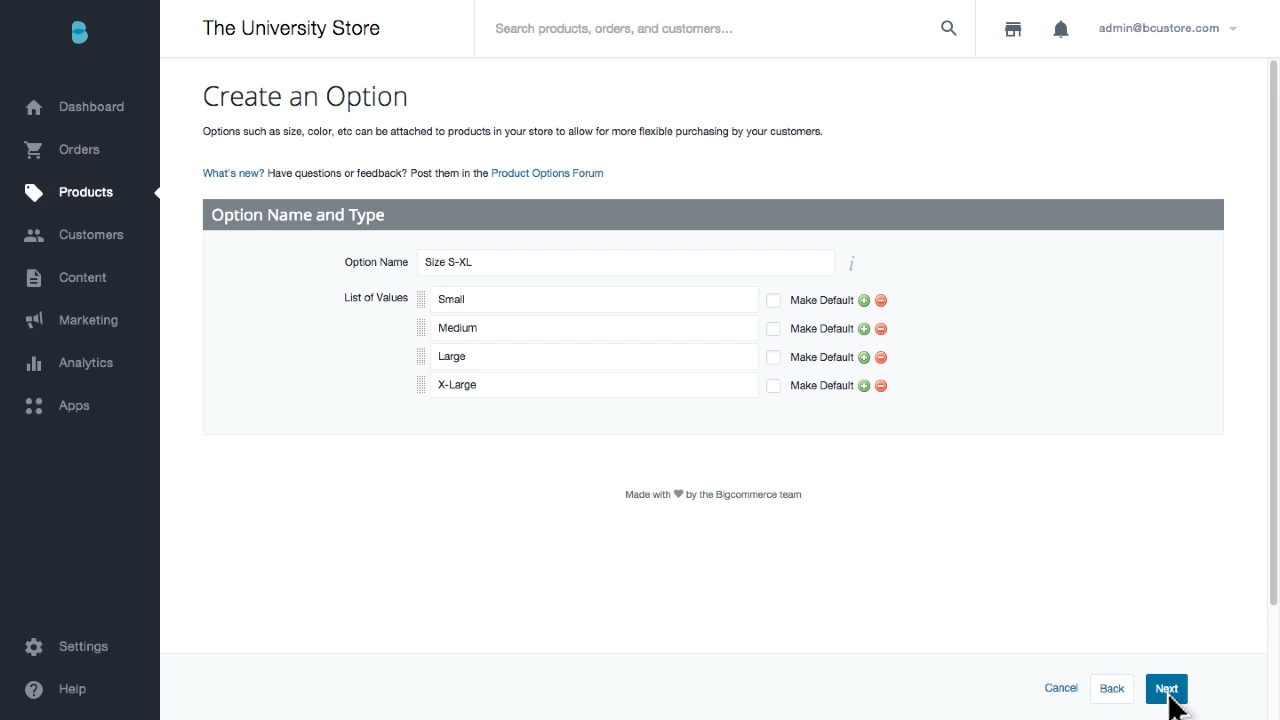 The University Store
Search products, orders, and customers...
admin@bcustore.com
Dashboard
Orders
Products
Customers
Content
Marketing
Analytics
Apps
Settings
Help
Create an Option
Options such as size, color, etc can be attached to products in your store to allow for more flexible purchasing by your customers.
What's new? Have questions or feedback? Post them in the Product Options Forum
Option Name and Type
Option Name Size S-XL i
List of Values Small Make Default
Medium Make Default
Large Make Default
X-Large Make Default
Made with ♥ by the Bigcommerce team
Cancel Back Next